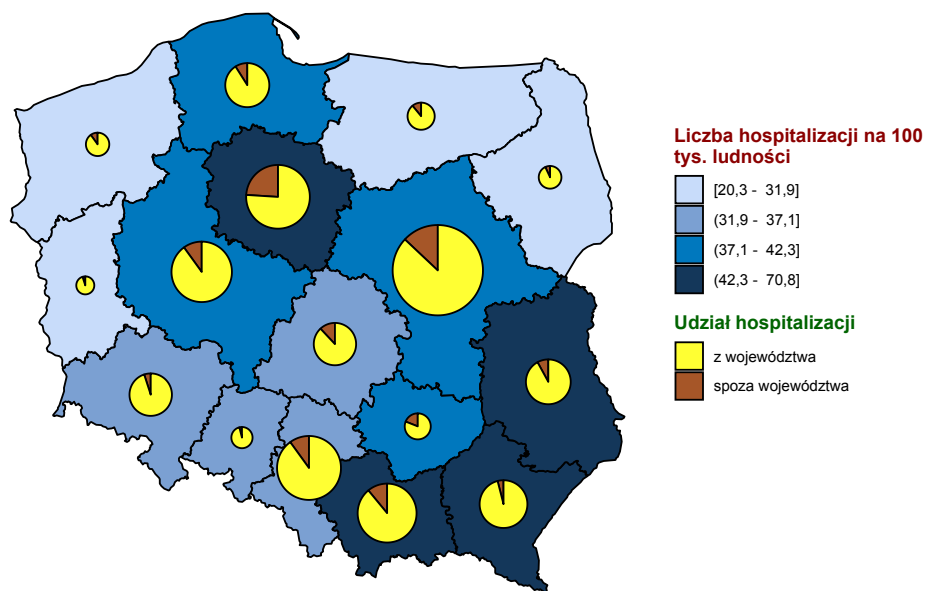 Liczba hospitalizacji na 100
tys. ludności
[20,3 - 31,9]
(31,9 - 37,1]
(37,1 - 42,3]
(42,3 - 70,8]
Udział hospitalizacji
z województwa
spoza województwa